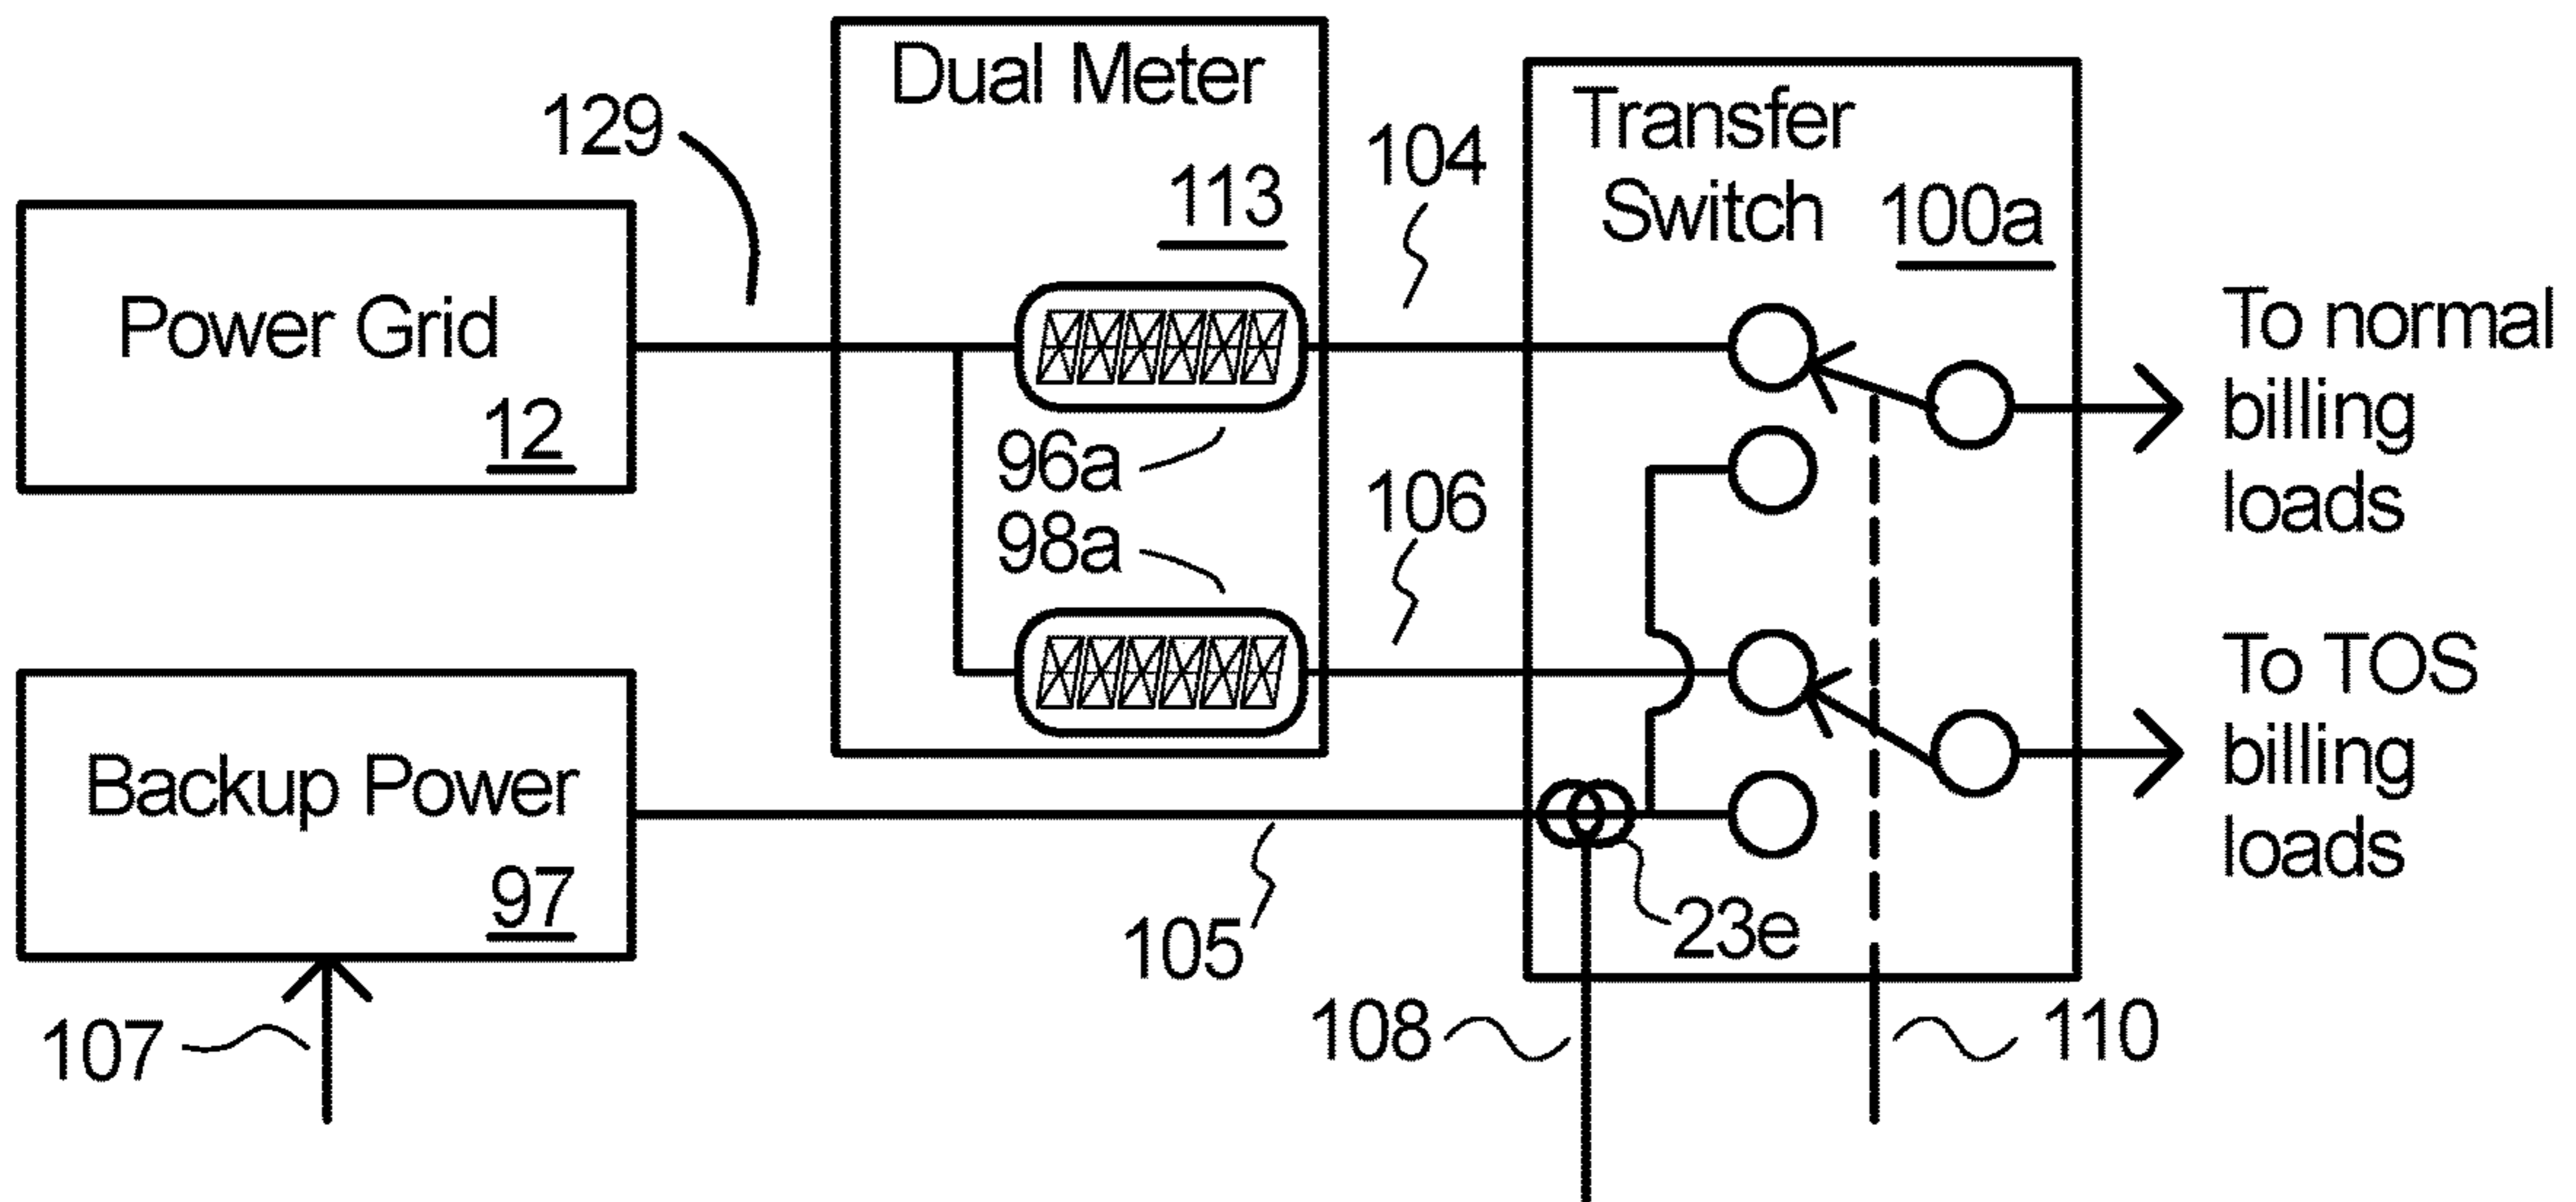 Dual Meter
113
129
104
Transfer
Switch
100a
Power Grid
12
96a
98a
106
To normal
billing
loads
To TOS
billing
loads
Backup Power
97
105
23e
107
108
110